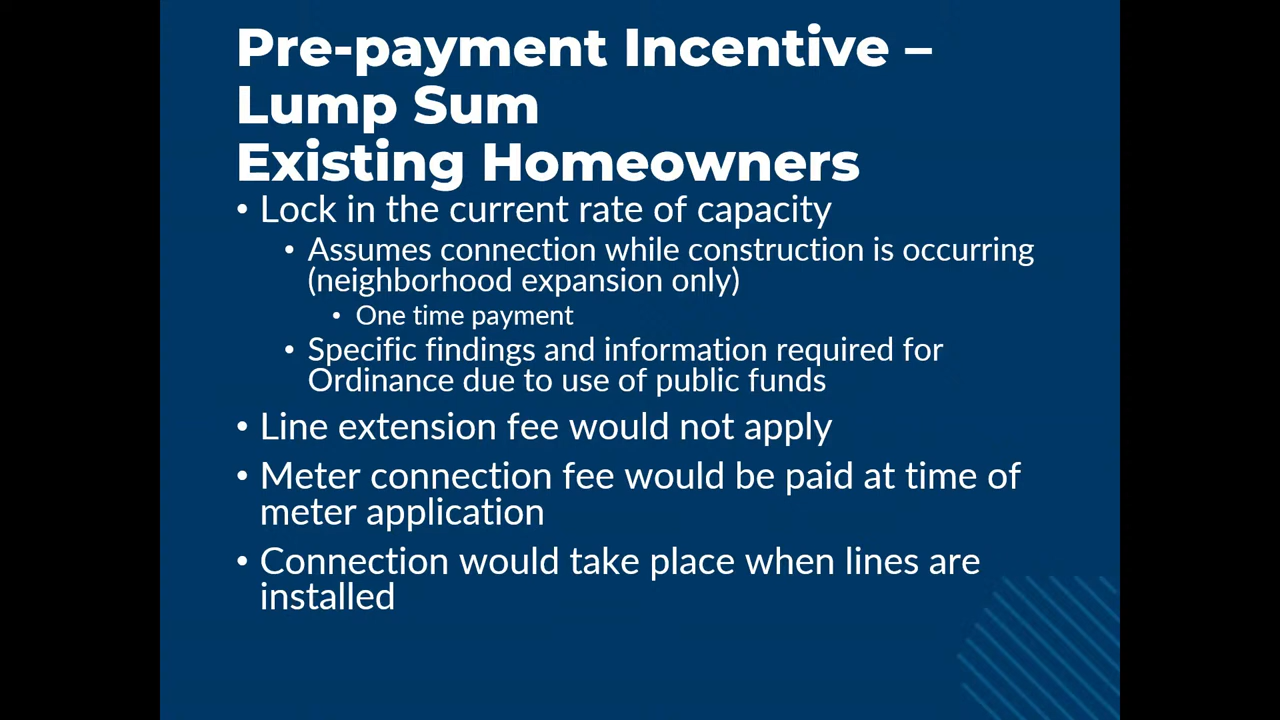 Pre-payment Incentive –
Lump Sum
Existing Homeowners
• Lock in the current rate of capacity
• Assumes connection while construction is occurring
(neighborhood expansion only)
• One time payment
• Specific findings and information required for
Ordinance due to use of public funds
• Line extension fee would not apply
• Meter connection fee would be paid at time of
meter application
• Connection would take place when lines are
installed